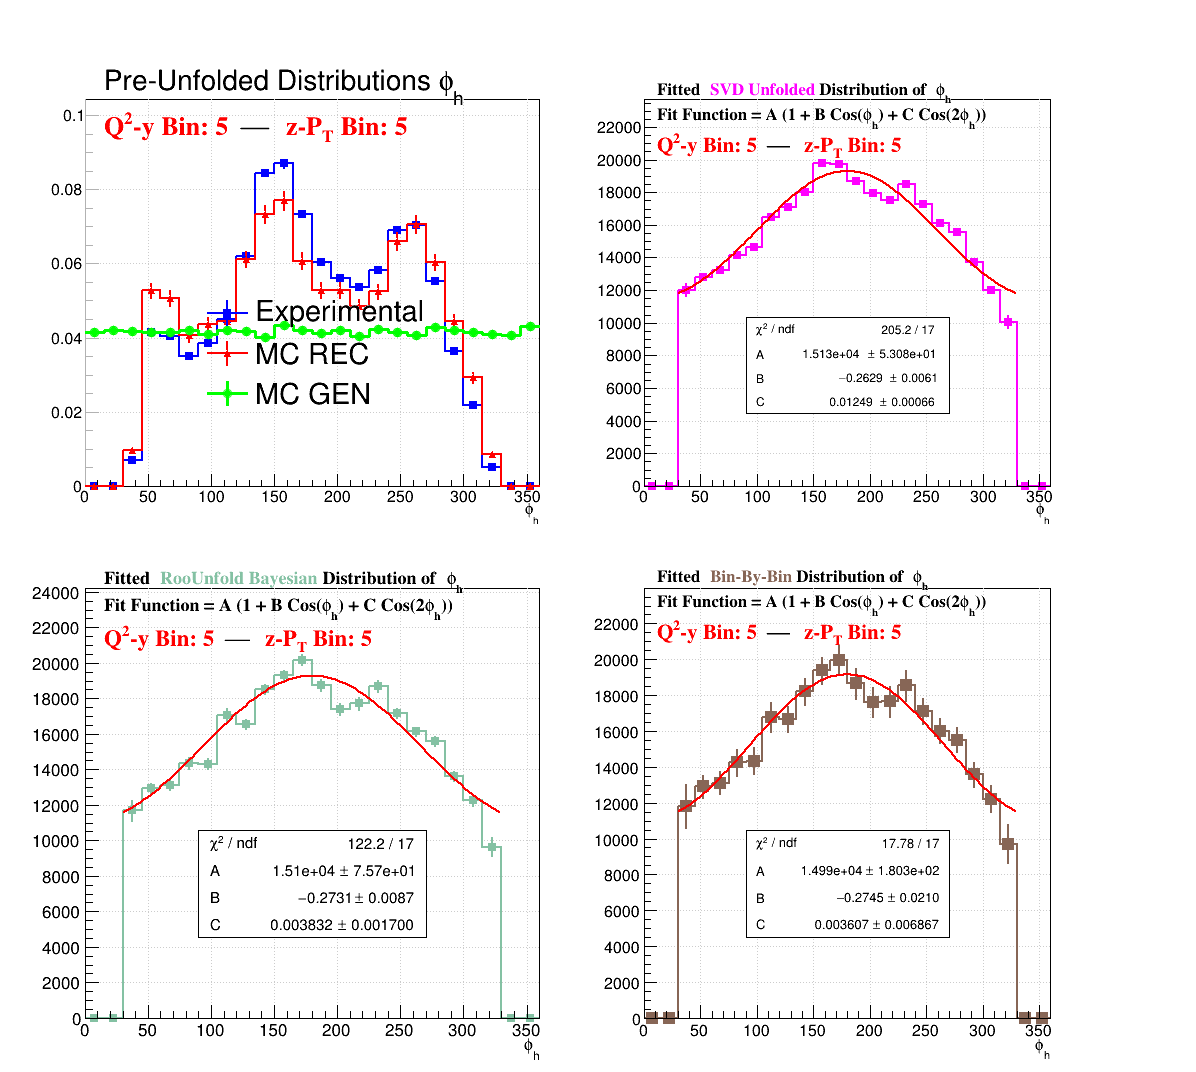 Pre-Unfolded Distributions ϕh
Q²-y Bin: 5 — z-PT Bin: 5
0.1
0.08
0.06
0.04
0.02
0
Experimental
MC REC
MC GEN
0 50 100 150 200 250 300 350
ϕh
Fitted SVD Unfolded Distribution of ϕh
Fit Function = A (1 + B Cos(ϕh) + C Cos(2ϕh))
Q²-y Bin: 5 — z-PT Bin: 5
22000
20000
18000
16000
14000
12000
10000
8000
6000
4000
2000
0
χ² / ndf 205.2 / 17
A 1.513e+04 ± 5.308e+01
B −0.2629 ± 0.0061
C 0.01249 ± 0.00066
0 50 100 150 200 250 300 350
ϕh
Fitted RooUnfold Bayesian Distribution of ϕh
Fit Function = A (1 + B Cos(ϕh) + C Cos(2ϕh))
Q²-y Bin: 5 — z-PT Bin: 5
24000
22000
20000
18000
16000
14000
12000
10000
8000
6000
4000
2000
0
χ² / ndf 122.2 / 17
A 1.51e+04 ± 7.57e+01
B −0.2731 ± 0.0087
C 0.003832 ± 0.001700
0 50 100 150 200 250 300 350
ϕh
Fitted Bin-By-Bin Distribution of ϕh
Fit Function = A (1 + B Cos(ϕh) + C Cos(2ϕh))
Q²-y Bin: 5 — z-PT Bin: 5
22000
20000
18000
16000
14000
12000
10000
8000
6000
4000
2000
0
χ² / ndf 17.78 / 17
A 1.499e+04 ± 1.803e+02
B −0.2745 ± 0.0210
C 0.003607 ± 0.006867
0 50 100 150 200 250 300 350
ϕh